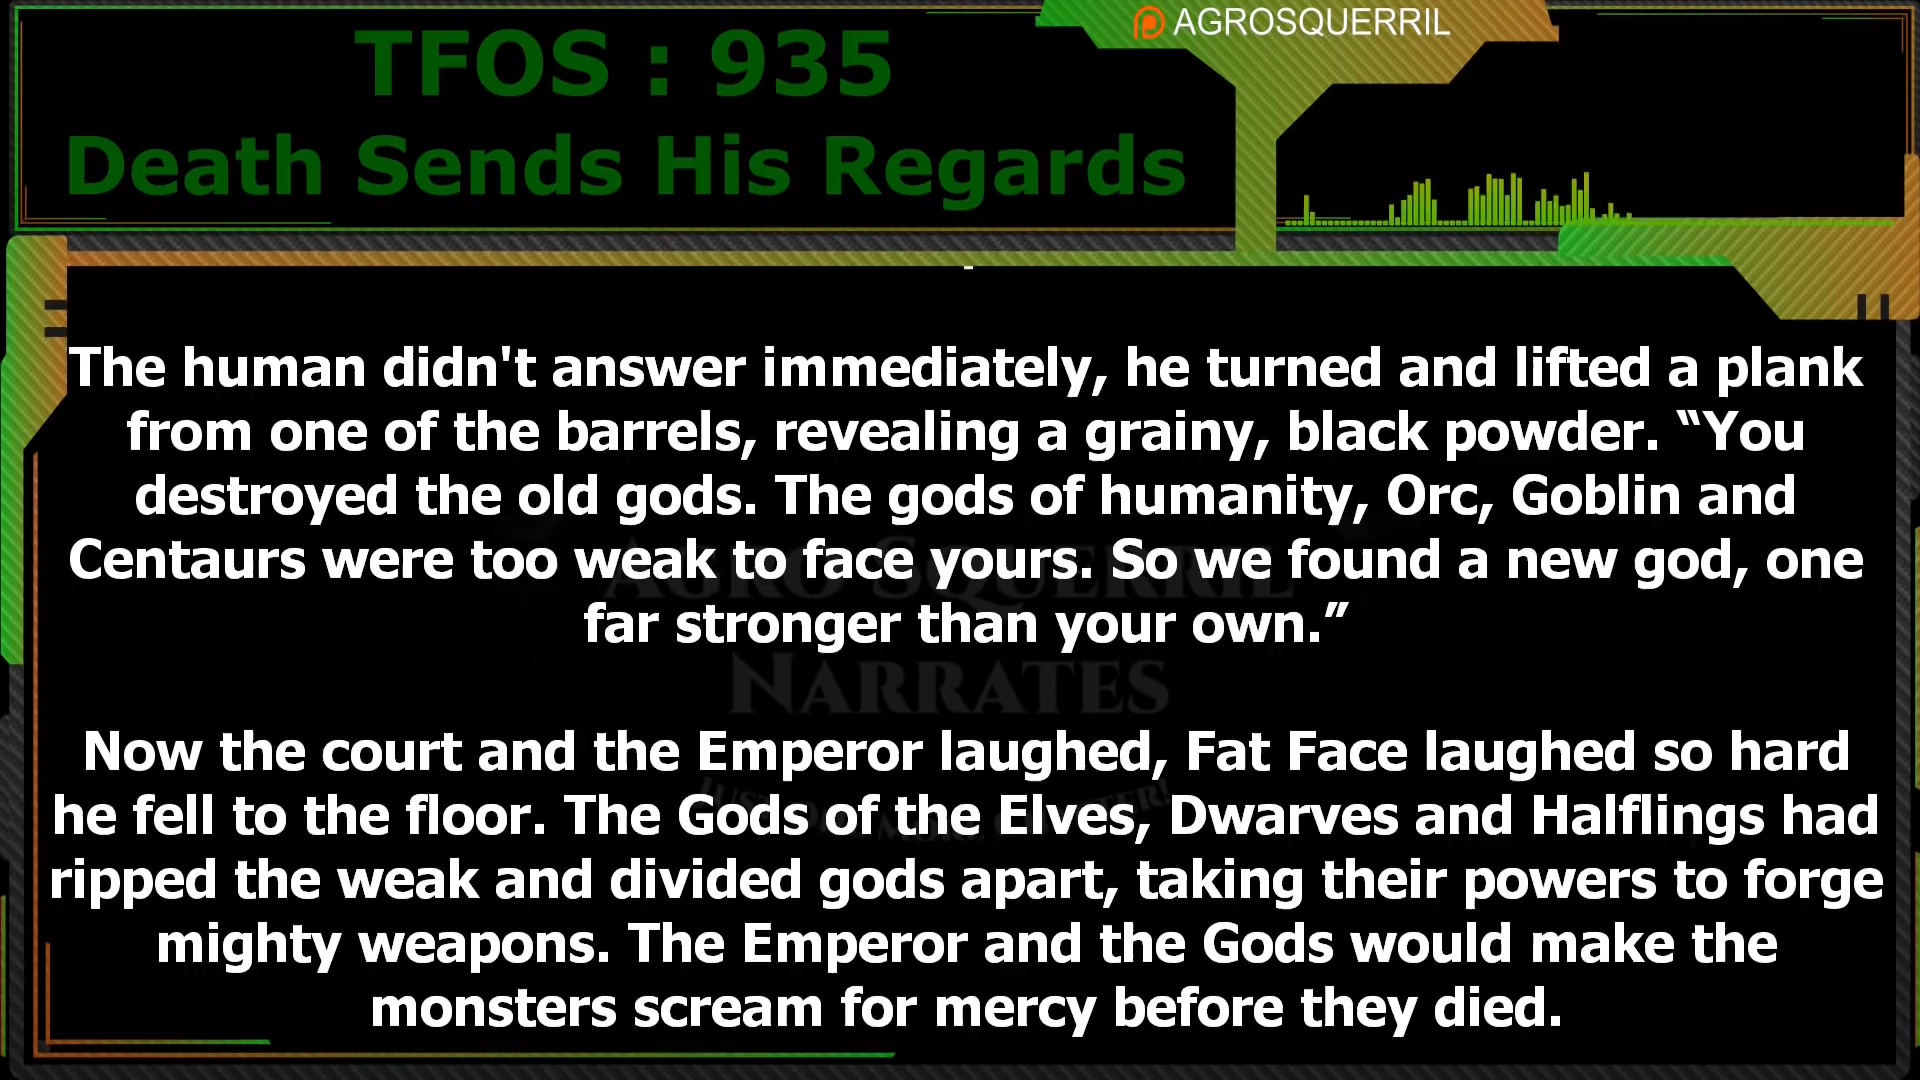 AGROSQUERRIL
TFOS : 935
Death Sends His Regards
The human didn't answer immediately, he turned and lifted a plank
from one of the barrels, revealing a grainy, black powder. “You
destroyed the old gods. The gods of humanity, Orc, Goblin and
Centaurs were too weak to face yours. So we found a new god, one
far stronger than your own.”
AGRO SQUERRIL
NARRATES
Now the court and the Emperor laughed, Fat Face laughed so hard
he fell to the floor. The Gods of the Elves, Dwarves and Halflings had
ripped the weak and divided gods apart, taking their powers to forge
mighty weapons. The Emperor and the Gods would make the
monsters scream for mercy before they died.